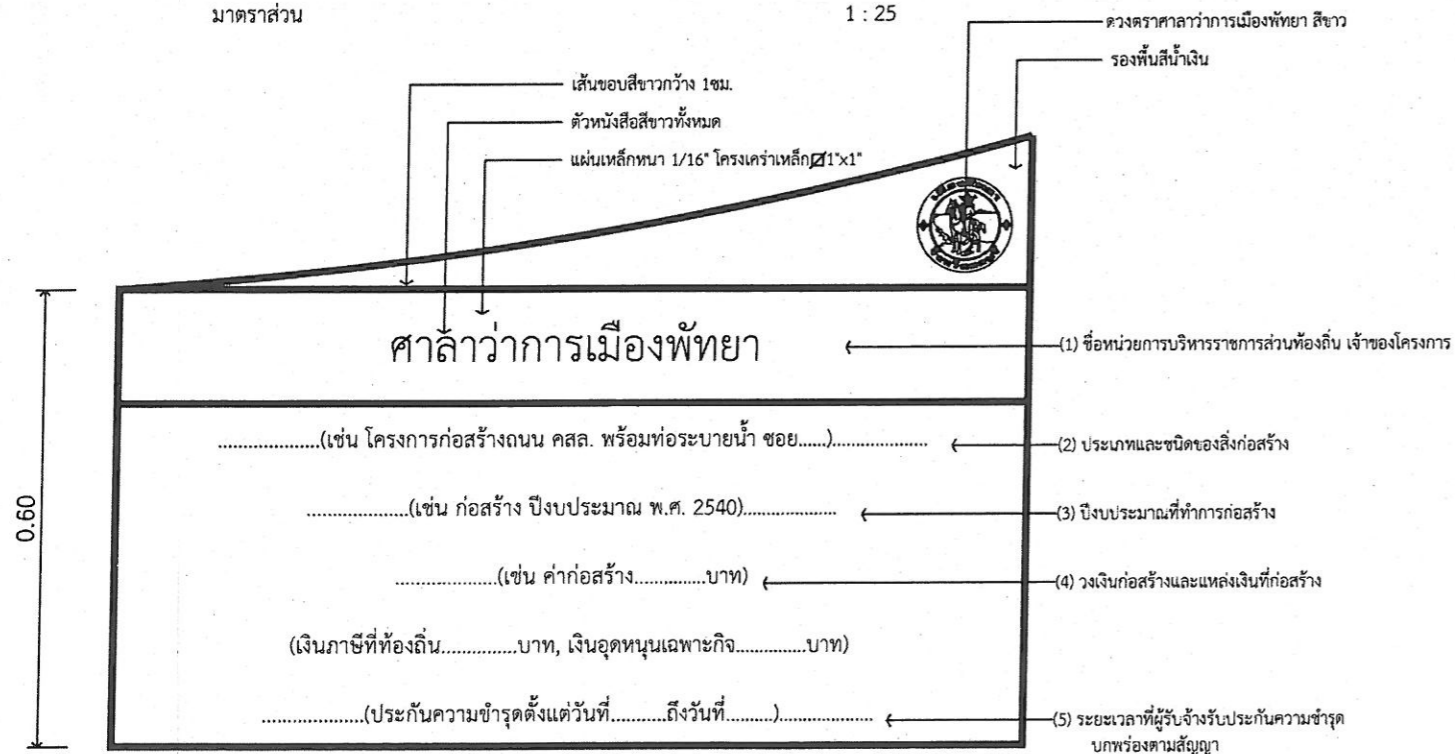 มาตราส่วน 1 : 25
ดวงตราศาลาว่าการเมืองพัทยา สีขาว
รองพื้นสีน้ำเงิน
เส้นขอบสีขาวกว้าง 1ซม.
ตัวหนังสือสีขาวทั้งหมด
แผ่นเหล็กหนา 1/16" โครงเคร่าเหล็ก 1"x1"
ศาลาว่าการเมืองพัทยา
(1) ชื่อหน่วยการบริหารราชการส่วนท้องถิ่น เจ้าของโครงการ
....................(เช่น โครงการก่อสร้างถนน คสล. พร้อมท่อระบายน้ำ ซอย......)...................
(2) ประเภทและชนิดของสิ่งก่อสร้าง
....................(เช่น ก่อสร้าง ปีงบประมาณ พ.ศ. 2540)...................
(3) ปีงบประมาณที่ทำการก่อสร้าง
....................(เช่น ค่าก่อสร้าง..............บาท)
(4) วงเงินก่อสร้างและแหล่งเงินที่ก่อสร้าง
(เงินภาษีที่ท้องถิ่น...............บาท, เงินอุดหนุนเฉพาะกิจ..............บาท)
....................(ประกันความชำรุดตั้งแต่วันที่...........ถึงวันที่.........)...................
(5) ระยะเวลาที่ผู้รับจ้างรับประกันความชำรุด
บกพร่องตามสัญญา
0.60